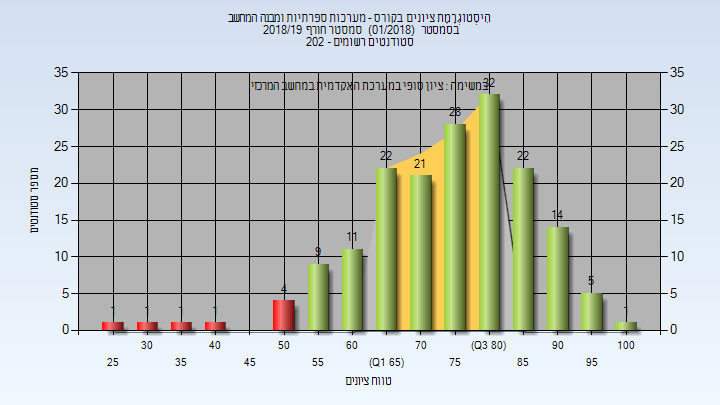 היסטוגרמת ציונים בקורס - מערכות ספרתיות ומבנה המחשב
בסמסטר (01/2018) סמסטר חורף 2018/19
סטודנטים רשומים - 202
במשימה : ציון סופי במערכת האקדמית במחשב המרכזי
מספר סטודנטים
35 30 25 20 15 10 5 0
1 1 1 1 4 9 11 22 21 28 32 22 14 5 1
35 30 25 20 15 10 5 0
30 40 50 60 70 (Q3 80) 90 100
25 35 45 55 (Q1 65) 75 85 95
טווח ציונים